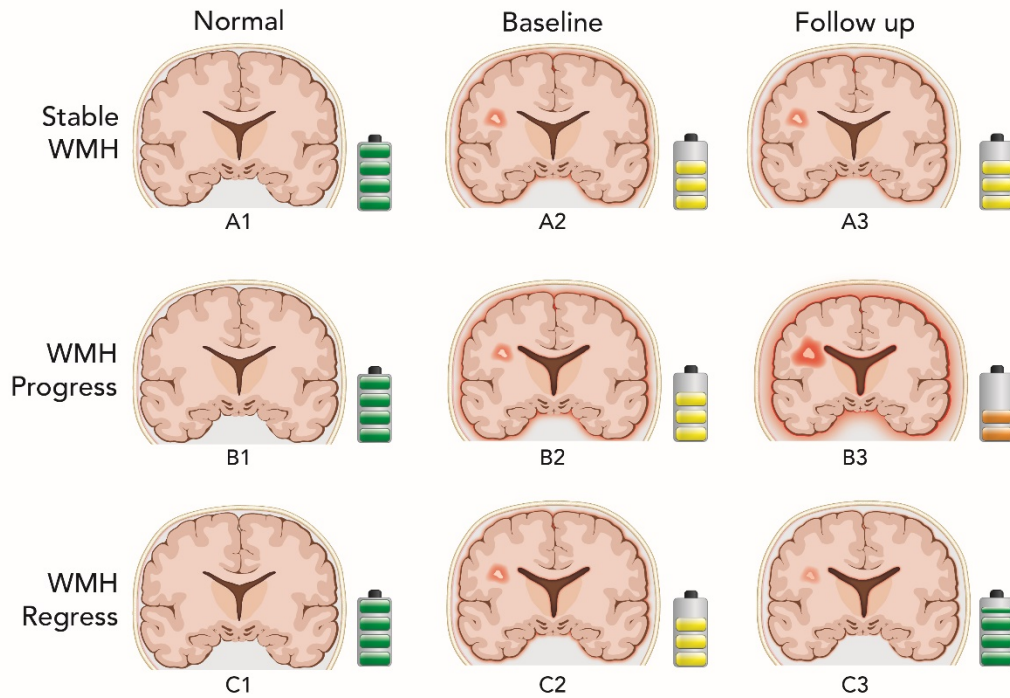 Normal
Baseline
Follow up
Stable
WMH
A1
A2
A3
WMH
Progress
B1
B2
B3
WMH
Regress
C1
C2
C3